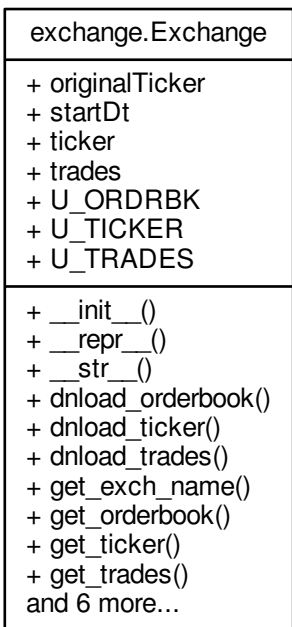 exchange.Exchange
+ originalTicker
+ startDt
+ ticker
+ trades
+ U_ORDRBK
+ U_TICKER
+ U_TRADES
+ __init__()
+ __repr__()
+ __str__()
+ dnload_orderbook()
+ dnload_ticker()
+ dnload_trades()
+ get_exch_name()
+ get_orderbook()
+ get_ticker()
+ get_trades()
and 6 more...